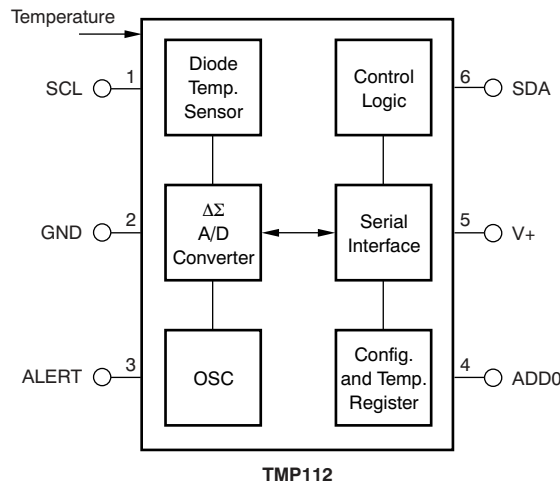 Temperature
1
SCL
Diode
Temp.
Sensor
Control
Logic
6
SDA
2
GND
ΔΣ
A/D
Converter
Serial
Interface
5
V+
3
ALERT
OSC
Config.
and Temp.
Register
4
ADD0
TMP112